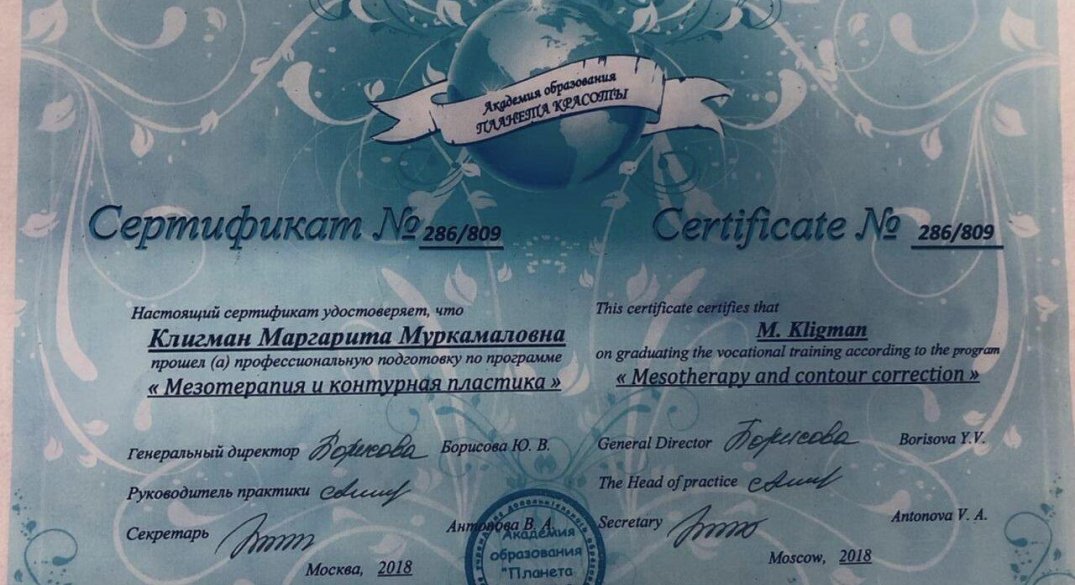 Академия образования
ПЛАНЕТА КРАСОТЫ
Сертификат № 286/809
Настоящий сертификат удостоверяет, что
Клигман Маргарита Муркамаловна
прошел (а) профессиональную подготовку по программе
« Мезотерапия и контурная пластика »
Генеральный директор Борисова Борисова Ю. В.
Руководитель практики
Секретарь Антонова В. А.
Москва, 2018
Certificate № 286/809
This certificate certifies that
M. Kligman
on graduating the vocational training according to the program
« Mesotherapy and contour correction »
General Director Борисова Borisova Y.V.
The Head of practice
Secretary Antonova V. A.
Moscow, 2018
Академия
образования
"Планета